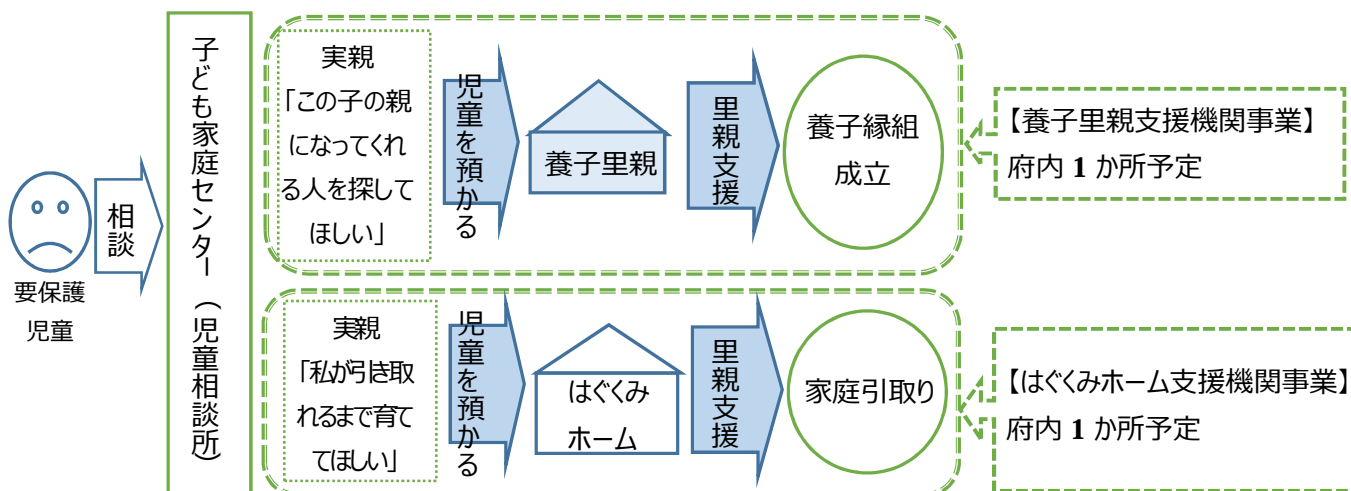 要保護
児童
相談
子ども家庭センター（児童相談所）
実親
「この子の親
になってくれ
る人を探して
ほしい」
児童を預かる
養子里親
里親支援
養子縁組
成立
【養子里親支援機関事業】
府内 1 か所予定
実親
「私が引き取
れるまで育て
てほしい」
児童を預かる
はぐくみ
ホーム
里親支援
家庭引取り
【はぐくみホーム支援機関事業】
府内 1 か所予定